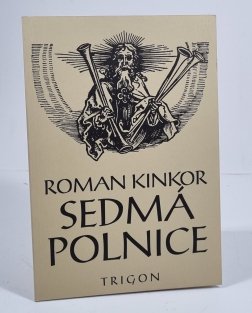 ROMAN KINKOR
SEDMÁ
POLNICE
TRIGON